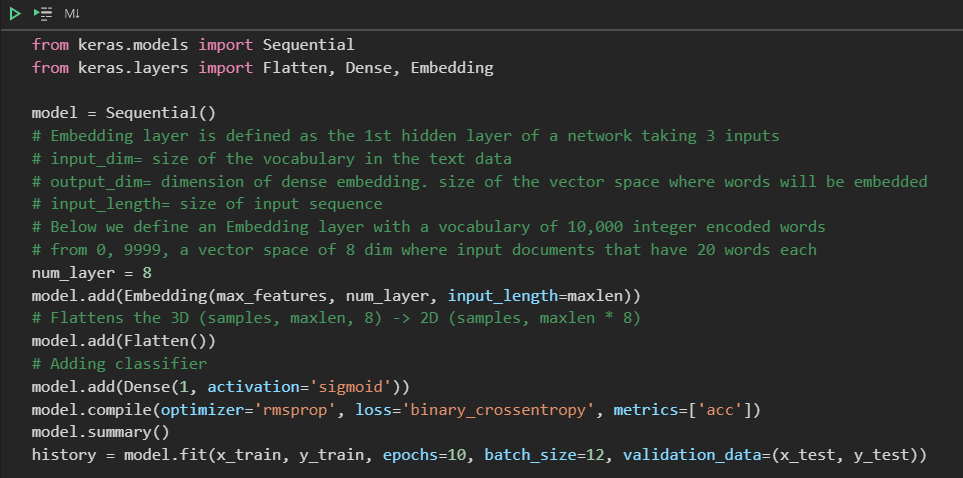 M↓
from keras.models import Sequential
from keras.layers import Flatten, Dense, Embedding
model = Sequential()
# Embedding layer is defined as the 1st hidden layer of a network taking 3 inputs
# input_dim= size of the vocabulary in the text data
# output_dim= dimension of dense embedding. size of the vector space where words will be embedded
# input_length= size of input sequence
# Below we define an Embedding layer with a vocabulary of 10,000 integer encoded words
# from 0, 9999, a vector space of 8 dim where input documents that have 20 words each
num_layer = 8
model.add(Embedding(max_features, num_layer, input_length=maxlen))
# Flattens the 3D (samples, maxlen, 8) -> 2D (samples, maxlen * 8)
model.add(Flatten())
# Adding classifier
model.add(Dense(1, activation='sigmoid'))
model.compile(optimizer='rmsprop', loss='binary_crossentropy', metrics=['acc'])
model.summary()
history = model.fit(x_train, y_train, epochs=10, batch_size=12, validation_data=(x_test, y_test))